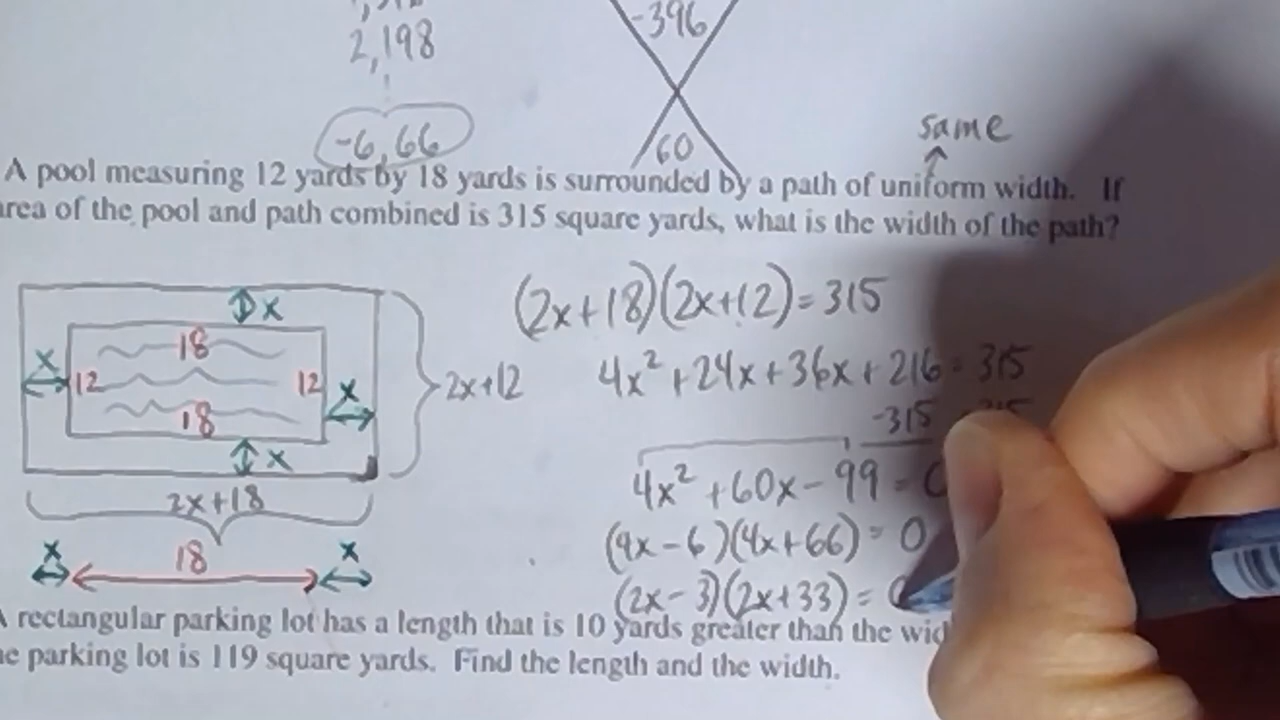 2,198
-396
-6,66
60
same
A pool measuring 12 yards by 18 yards is surrounded by a path of uniform width. If
area of the pool and path combined is 315 square yards, what is the width of the path?
(2x+18)(2x+12)=315
x
18
4x²+24x+36x+216=315
x
12
12
x
2x+12
18
-315 -315
x
4x²+60x-99=0
2x+18
(4x-6)(4x+66)=0
x
18
x
(2x-3)(2x+33)=0
A rectangular parking lot has a length that is 10 yards greater than the
parking lot is 119 square yards. Find the length and the width.